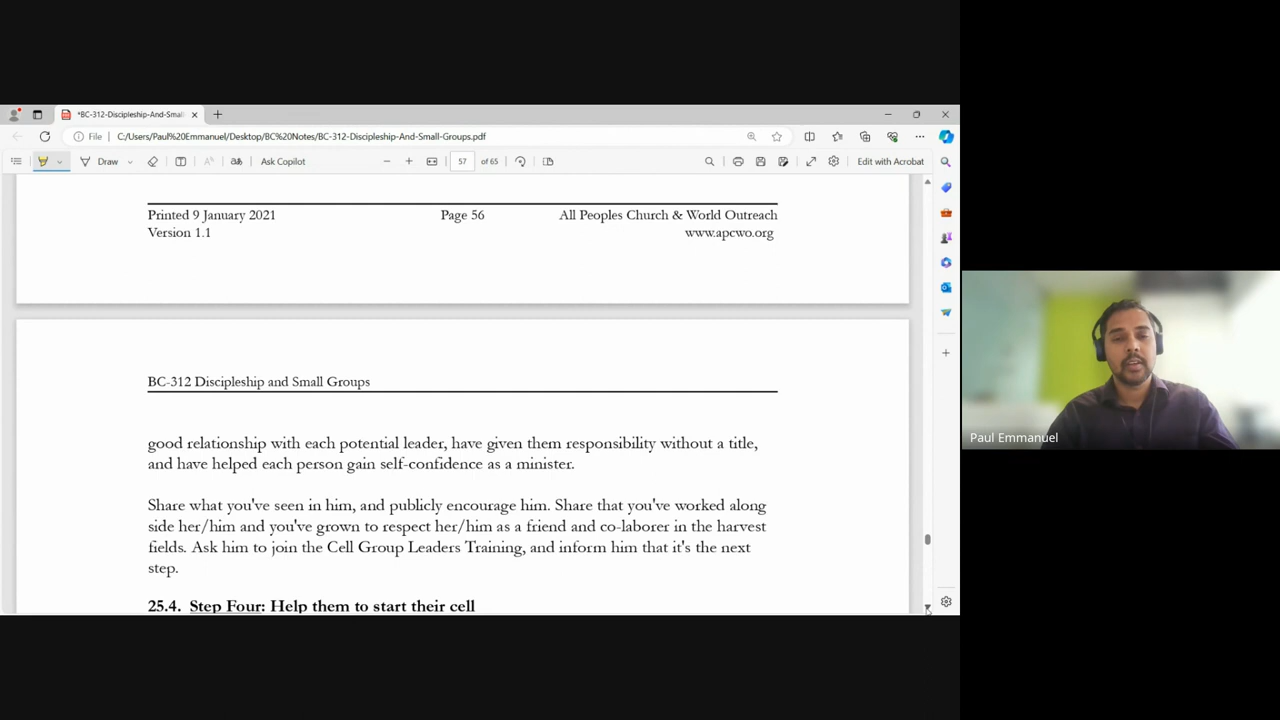 *BC-312-Discipleship-And-Small
File C:/Users/Paul%20Emmanuel/Desktop/BC%20Notes/BC-312-Discipleship-And-Small-Groups.pdf
Draw Ask Copilot 57 of 65 Edit with Acrobat
Printed 9 January 2021 Page 56 All Peoples Church & World Outreach
Version 1.1 www.apcwo.org
BC-312 Discipleship and Small Groups
good relationship with each potential leader, have given them responsibility without a title,
and have helped each person gain self-confidence as a minister.
Share what you've seen in him, and publicly encourage him. Share that you've worked along
side her/him and you've grown to respect her/him as a friend and co-laborer in the harvest
fields. Ask him to join the Cell Group Leaders Training, and inform him that it's the next
step.
25.4. Step Four: Help them to start their cell
Paul Emmanuel